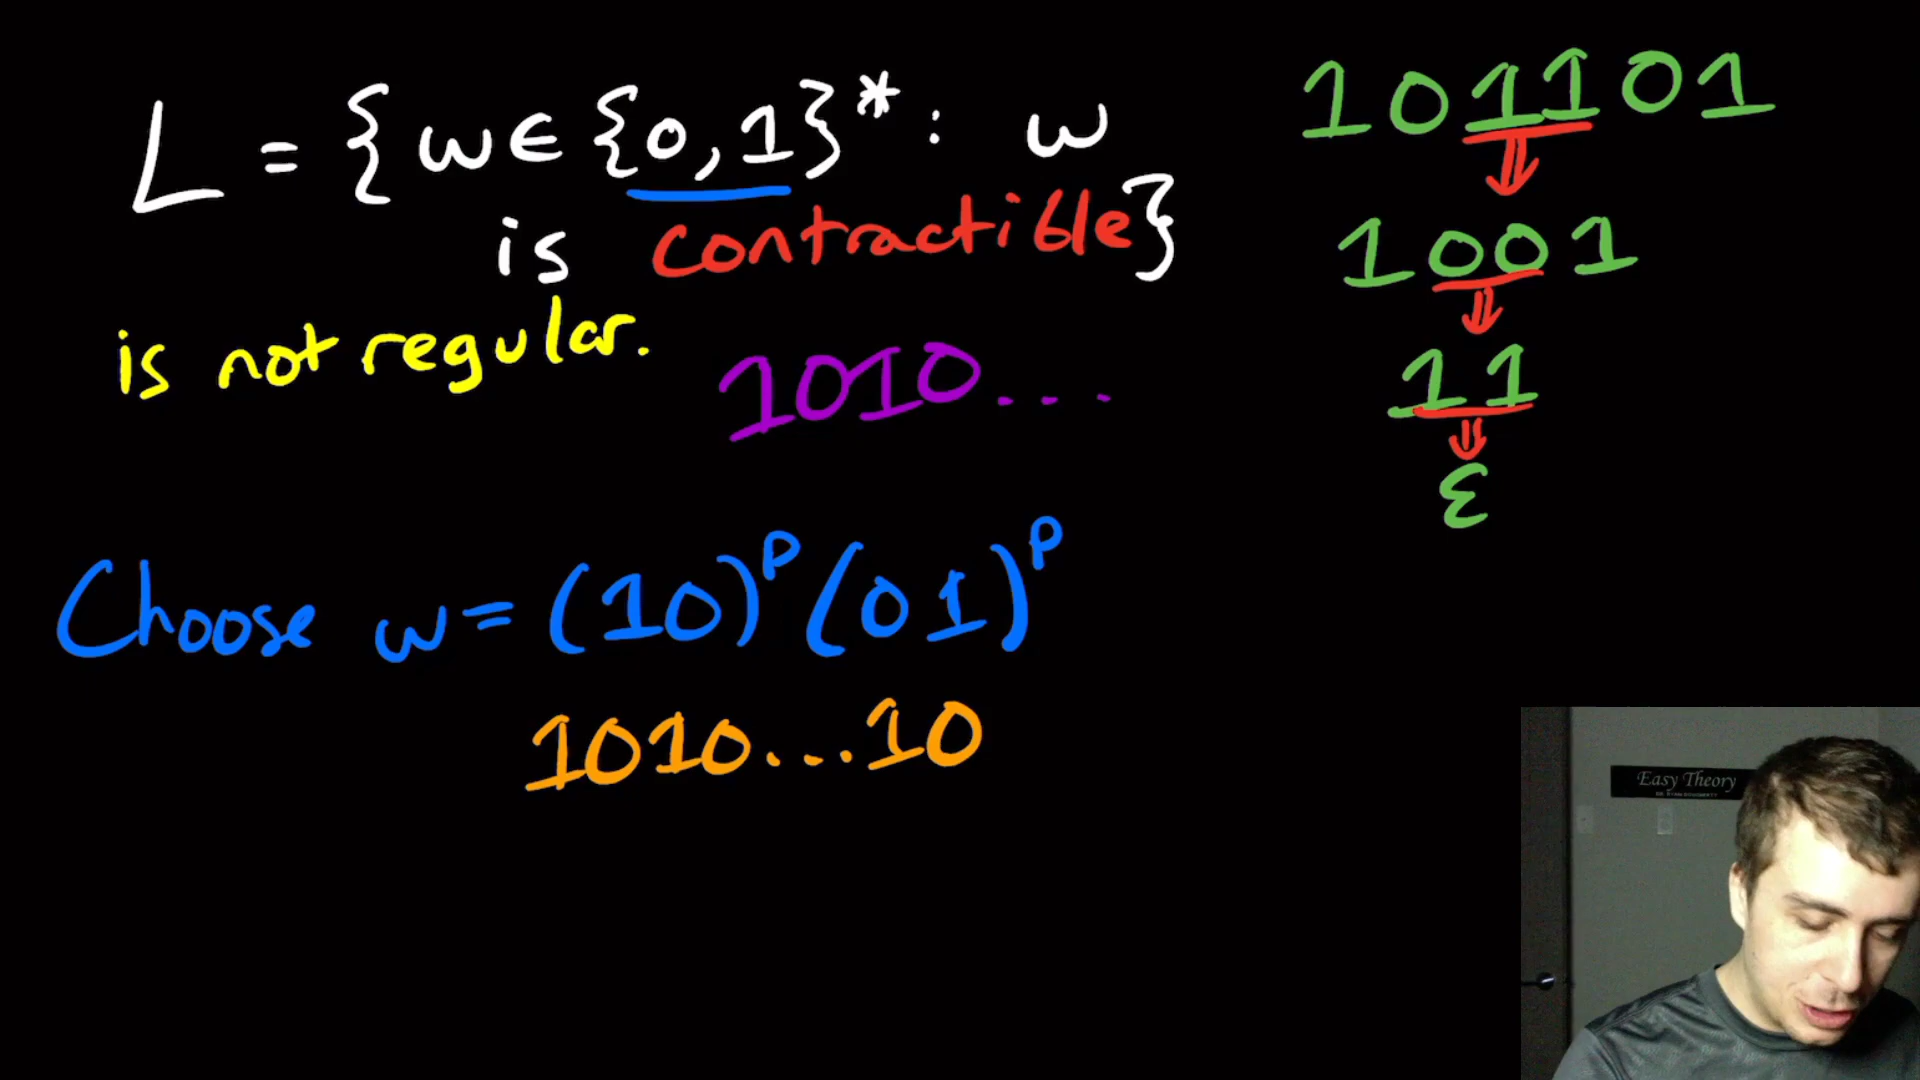 L = {w ∈ {0,1}* : w
is contractible}
is not regular.
1010...
Choose w = (10)ᵖ(01)ᵖ
1010...10
101101
⇓
1001
⇓
11
⇓
ε
Easy Theory